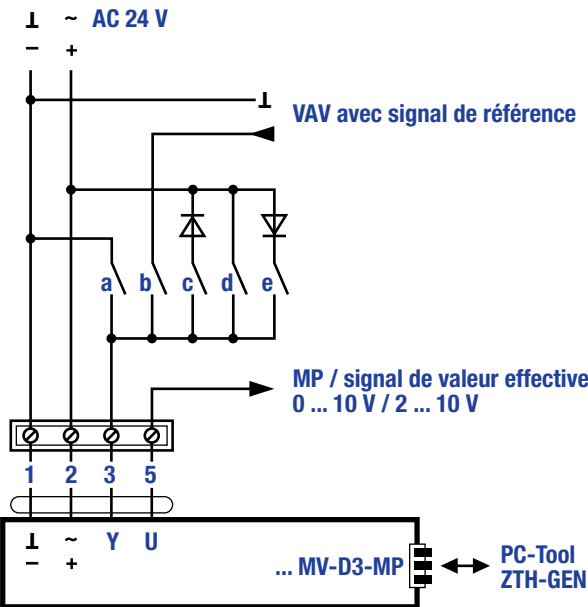 ⊥ ~ AC 24 V
– +
⊥
VAV avec signal de référence
a b c d e
MP / signal de valeur effective
0 ... 10 V / 2 ... 10 V
1 2 3 5
⊥ ~ Y U
– +
... MV-D3-MP
PC-Tool
ZTH-GEN